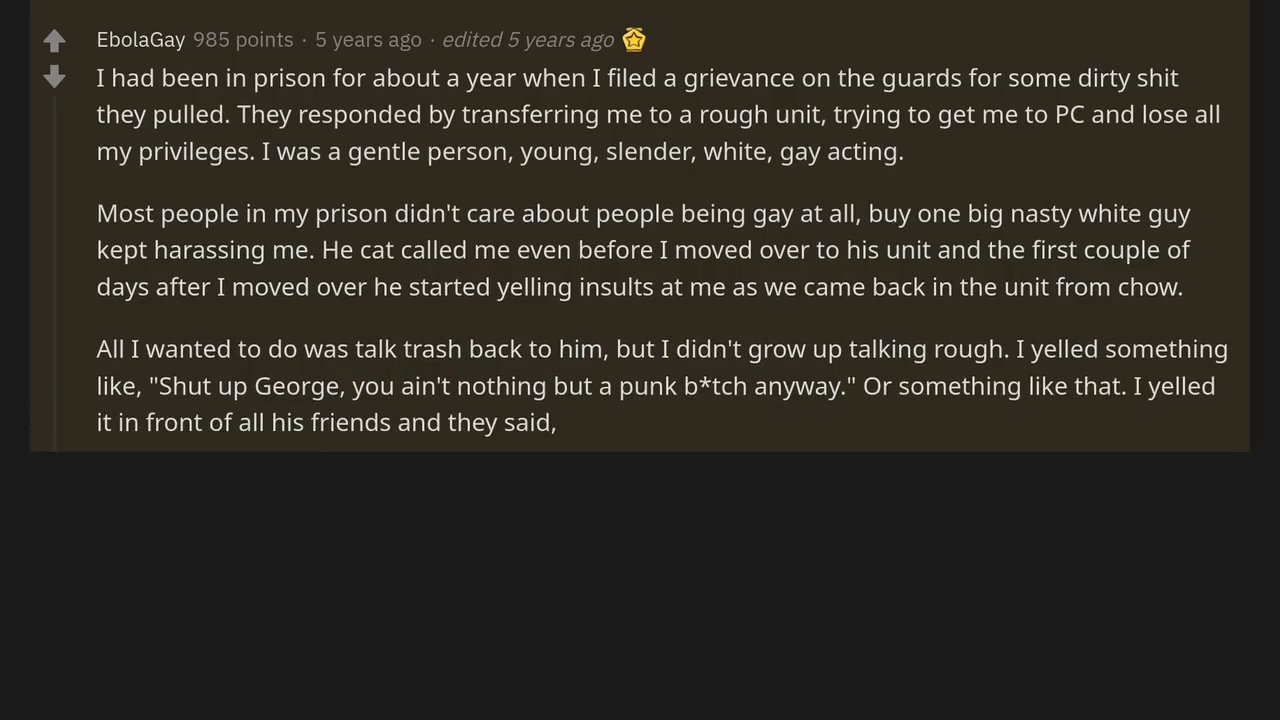 EbolaGay 985 points · 5 years ago · edited 5 years ago
I had been in prison for about a year when I filed a grievance on the guards for some dirty shit
they pulled. They responded by transferring me to a rough unit, trying to get me to PC and lose all
my privileges. I was a gentle person, young, slender, white, gay acting.
Most people in my prison didn't care about people being gay at all, buy one big nasty white guy
kept harassing me. He cat called me even before I moved over to his unit and the first couple of
days after I moved over he started yelling insults at me as we came back in the unit from chow.
All I wanted to do was talk trash back to him, but I didn't grow up talking rough. I yelled something
like, "Shut up George, you ain't nothing but a punk b*tch anyway." Or something like that. I yelled
it in front of all his friends and they said,